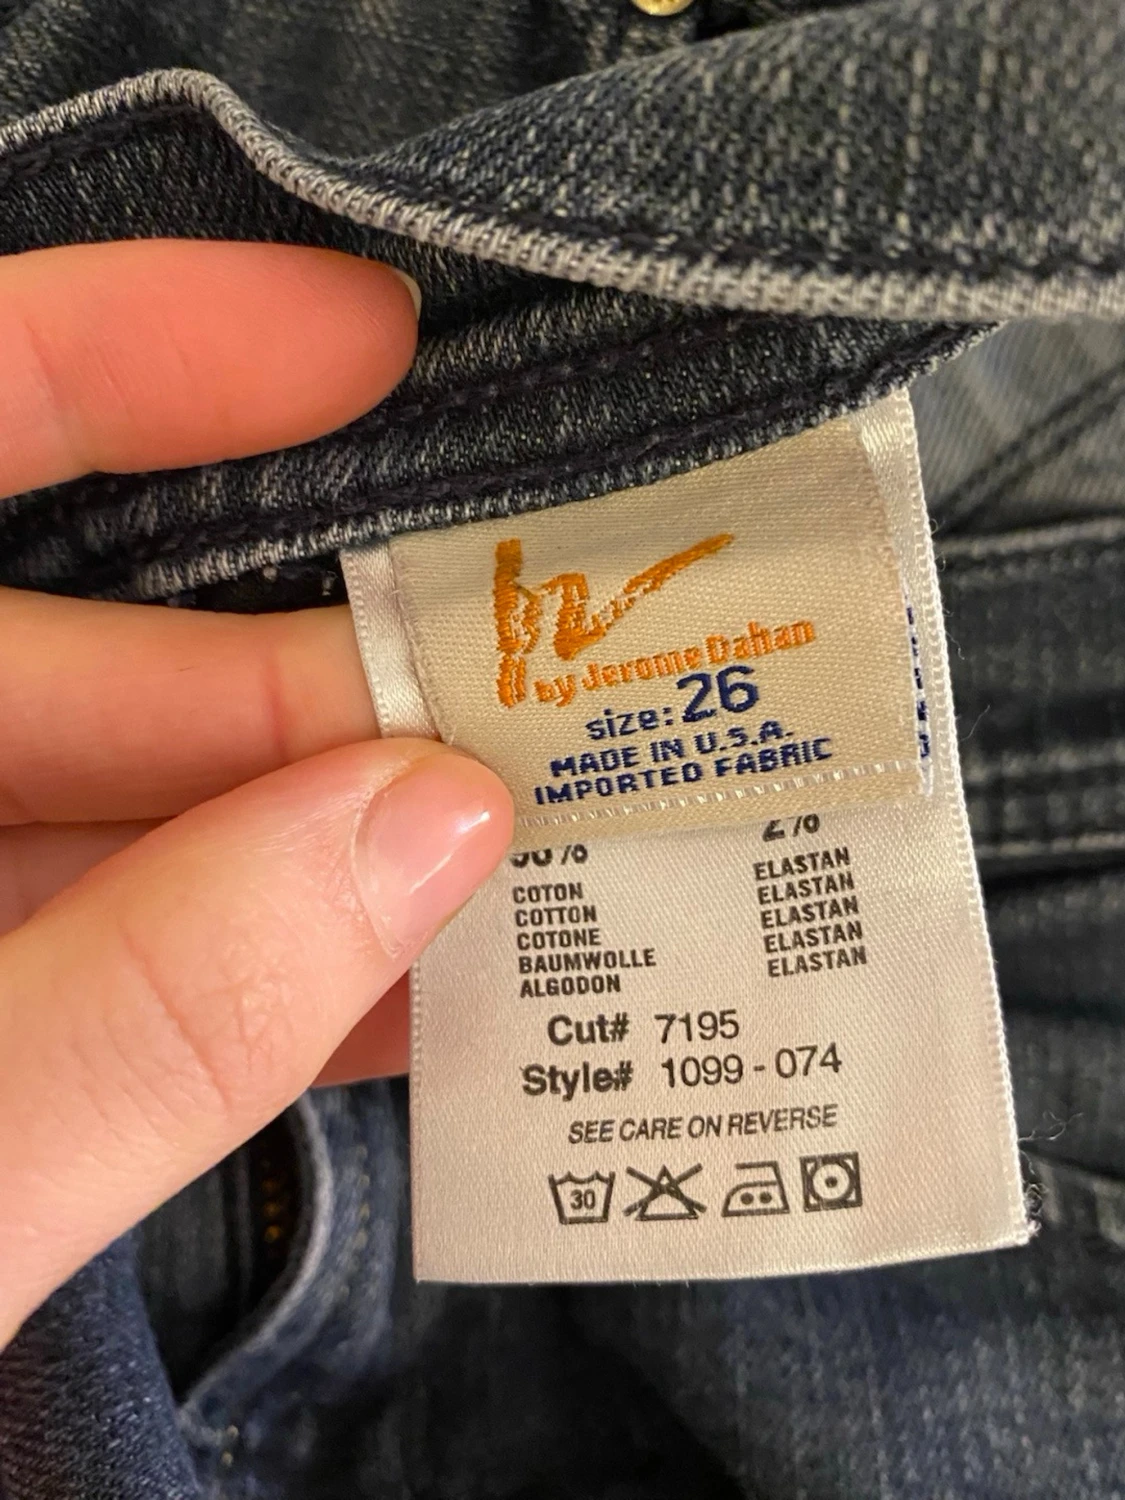 by Jerome Dahan
size: 26
MADE IN U.S.A.
IMPORTED FABRIC
2%
COTON
COTTON
COTONE
BAUMWOLLE
ALGODON
ELASTAN
ELASTAN
ELASTAN
ELASTAN
ELASTAN
Cut# 7195
Style# 1099 - 074
SEE CARE ON REVERSE
30